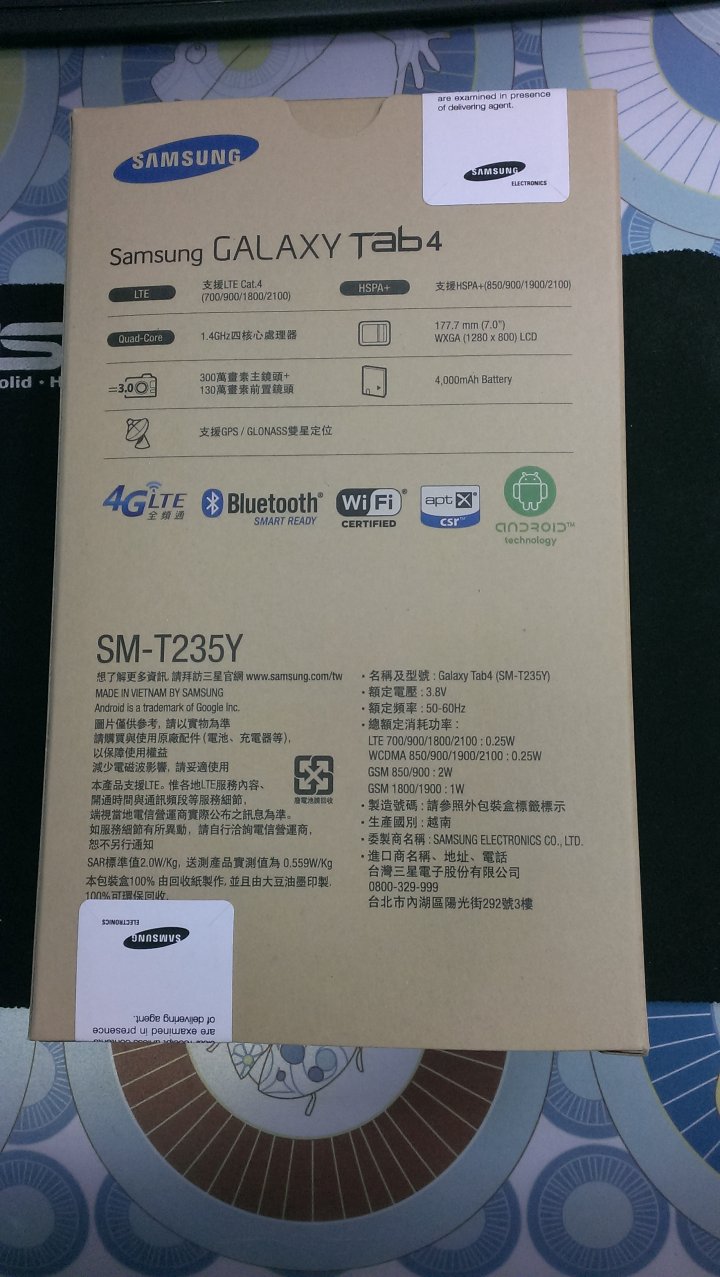 are examined in presence
of delivering agent.
SAMSUNG
ELECTRONICS
SAMSUNG
Samsung GALAXY Tab4
LTE
支援LTE Cat.4
(700/900/1800/2100)
HSPA+
支援HSPA+(850/900/1900/2100)
Quad-Core
1.4GHz四核心處理器
177.7 mm (7.0")
WXGA (1280 x 800) LCD
3.0
300萬畫素主鏡頭+
130萬畫素前置鏡頭
4,000mAh Battery
支援GPS / GLONASS雙星定位
4G LTE
全頻通
Bluetooth®
SMART READY
Wi Fi®
CERTIFIED
aptX®
csr™
ANDROID™
technology
SM-T235Y
想了解更多資訊, 請拜訪三星官網 www.samsung.com/tw
MADE IN VIETNAM BY SAMSUNG
Android is a trademark of Google Inc.
圖片僅供參考, 請以實物為準
請購買與使用原廠配件 (電池、充電器等),
以保障使用權益
減少電磁波影響, 請妥適使用
本產品支援LTE。惟各地LTE服務內容、
開通時間與通訊頻段等服務細節,
端視當地電信營運商實際公布之訊息為準。
如服務細節有所異動, 請自行洽詢電信營運商,
恕不另行通知
SAR標準值2.0W/Kg, 送測產品實測值為 0.559W/Kg
本包裝盒100% 由回收紙製作, 並且由大豆油墨印製.
100%可環保回收.
廢電池請回收
• 名稱及型號 : Galaxy Tab4 (SM-T235Y)
• 額定電壓 : 3.8V
• 額定頻率 : 50-60Hz
• 總額定消耗功率 :
LTE 700/900/1800/2100 : 0.25W
WCDMA 850/900/1900/2100 : 0.25W
GSM 850/900 : 2W
GSM 1800/1900 : 1W
• 製造號碼 : 請參照外包裝盒標籤標示
• 生產國別 : 越南
• 委製商名稱 : SAMSUNG ELECTRONICS CO., LTD.
• 進口商名稱、地址、電話
台灣三星電子股份有限公司
0800-329-999
台北市內湖區陽光街292號3樓
are examined in presence
of delivering agent.
SAMSUNG
ELECTRONICS
S
olid • H